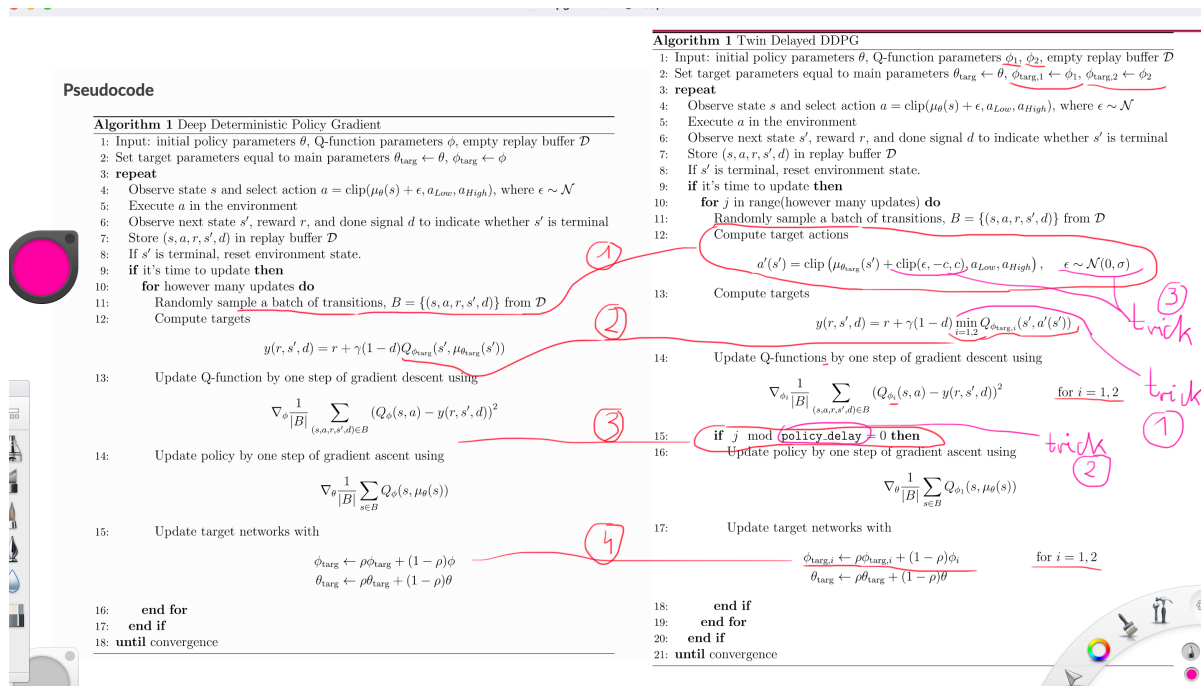 Pseudocode
Algorithm 1 Deep Deterministic Policy Gradient
1: Input: initial policy parameters θ, Q-function parameters ϕ, empty replay buffer 𝒟
2: Set target parameters equal to main parameters θ_targ ← θ, ϕ_targ ← ϕ
3: repeat
4: Observe state s and select action a = clip(μ_θ(s) + ϵ, a_Low, a_High), where ϵ ∼ 𝒩
5: Execute a in the environment
6: Observe next state s′, reward r, and done signal d to indicate whether s′ is terminal
7: Store (s, a, r, s′, d) in replay buffer 𝒟
8: If s′ is terminal, reset environment state.
9: if it's time to update then
10: for however many updates do
11: Randomly sample a batch of transitions, B = {(s, a, r, s′, d)} from 𝒟
12: Compute targets
y(r, s′, d) = r + γ(1 − d)Q_ϕ_targ(s′, μ_θ_targ(s′))
13: Update Q-function by one step of gradient descent using
∇_ϕ 1/|B| ∑_(s,a,r,s′,d)∈B (Q_ϕ(s, a) − y(r, s′, d))²
14: Update policy by one step of gradient ascent using
∇_θ 1/|B| ∑_s∈B Q_ϕ(s, μ_θ(s))
15: Update target networks with
ϕ_targ ← ρϕ_targ + (1 − ρ)ϕ
θ_targ ← ρθ_targ + (1 − ρ)θ
16: end for
17: end if
18: until convergence
1
2
3
4
Algorithm 1 Twin Delayed DDPG
1: Input: initial policy parameters θ, Q-function parameters ϕ₁, ϕ₂, empty replay buffer 𝒟
2: Set target parameters equal to main parameters θ_targ ← θ, ϕ_targ,1 ← ϕ₁, ϕ_targ,2 ← ϕ₂
3: repeat
4: Observe state s and select action a = clip(μ_θ(s) + ϵ, a_Low, a_High), where ϵ ∼ 𝒩
5: Execute a in the environment
6: Observe next state s′, reward r, and done signal d to indicate whether s′ is terminal
7: Store (s, a, r, s′, d) in replay buffer 𝒟
8: If s′ is terminal, reset environment state.
9: if it's time to update then
10: for j in range(however many updates) do
11: Randomly sample a batch of transitions, B = {(s, a, r, s′, d)} from 𝒟
12: Compute target actions
a′(s′) = clip (μ_θ_targ(s′) + clip(ϵ, −c, c), a_Low, a_High) , ϵ ∼ 𝒩(0, σ)
trick 3
13: Compute targets
y(r, s′, d) = r + γ(1 − d) min_i=1,2 Q_ϕ_targ,i(s′, a′(s′))
trick 1
14: Update Q-functions by one step of gradient descent using
∇_ϕᵢ 1/|B| ∑_(s,a,r,s′,d)∈B (Q_ϕᵢ(s, a) − y(r, s′, d))² for i = 1, 2
15: if j mod policy_delay = 0 then
trick 2
16: Update policy by one step of gradient ascent using
∇_θ 1/|B| ∑_s∈B Q_ϕ₁(s, μ_θ(s))
17: Update target networks with
ϕ_targ,i ← ρϕ_targ,i + (1 − ρ)ϕᵢ for i = 1, 2
θ_targ ← ρθ_targ + (1 − ρ)θ
18: end if
19: end for
20: end if
21: until convergence